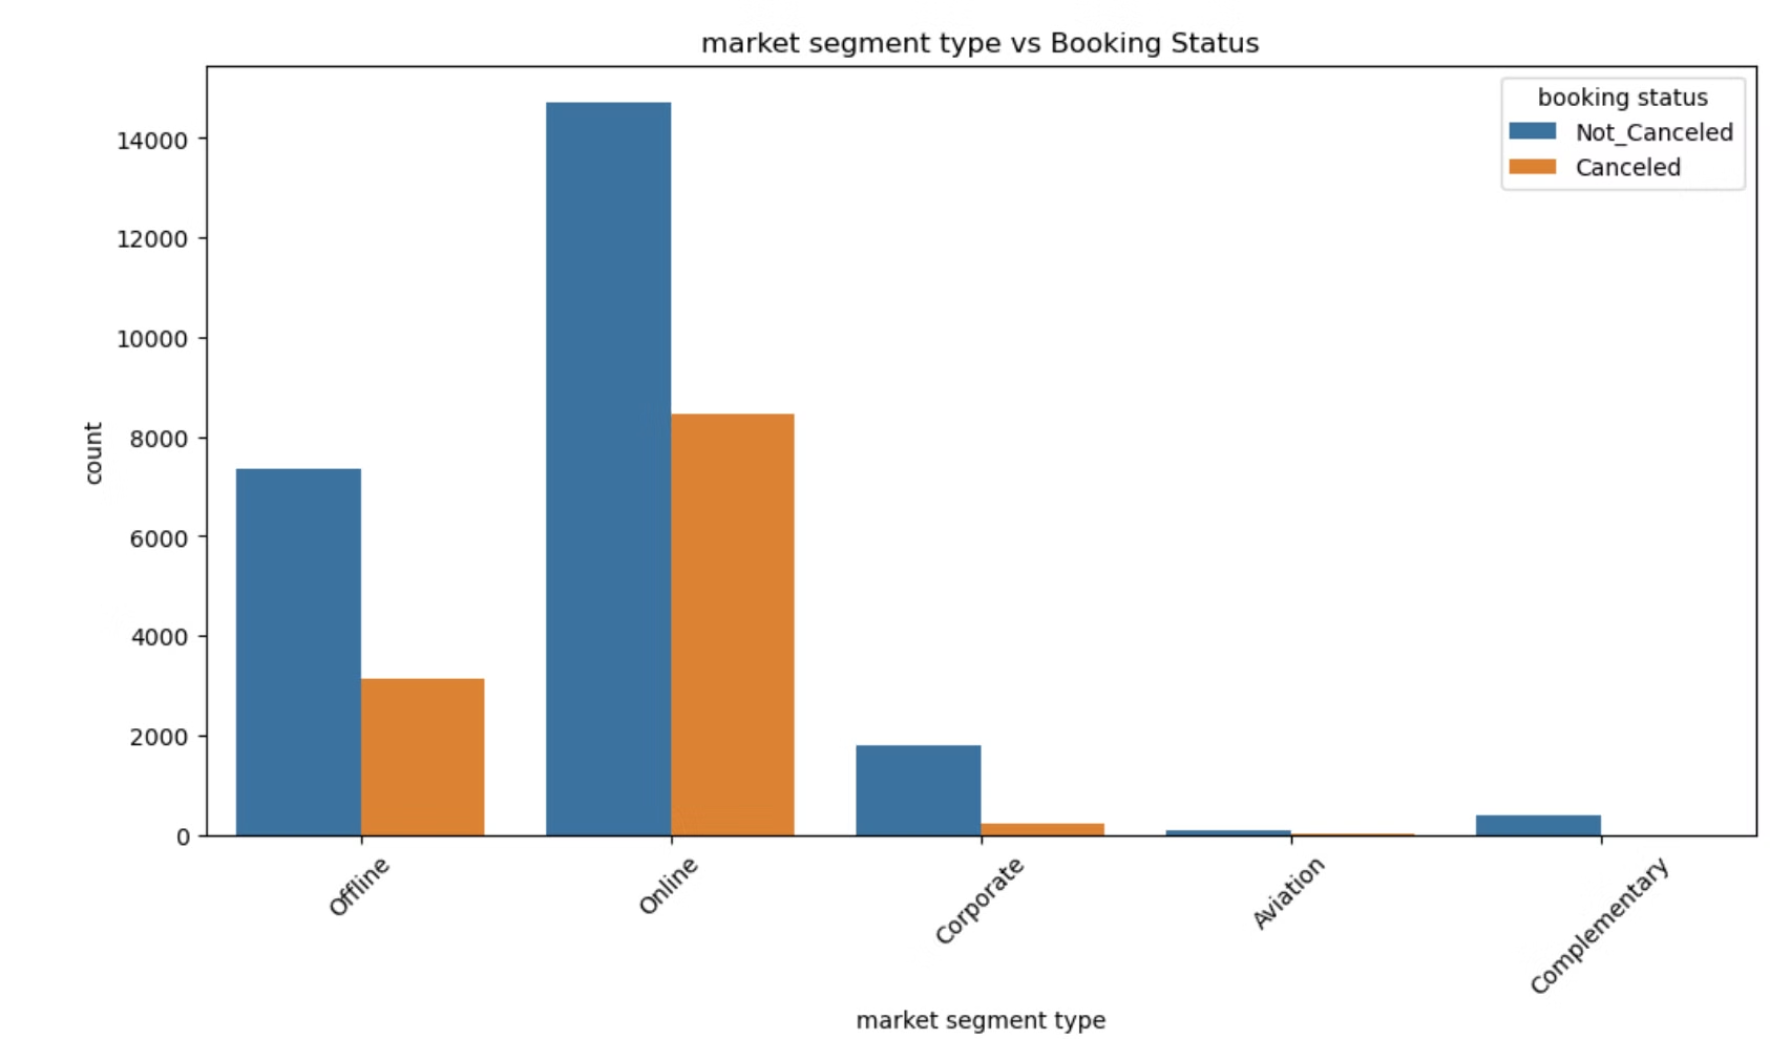 market segment type vs Booking Status
booking status
Not_Canceled
Canceled
14000
12000
10000
8000
6000
4000
2000
0
count
Offline
Online
Corporate
Aviation
Complementary
market segment type